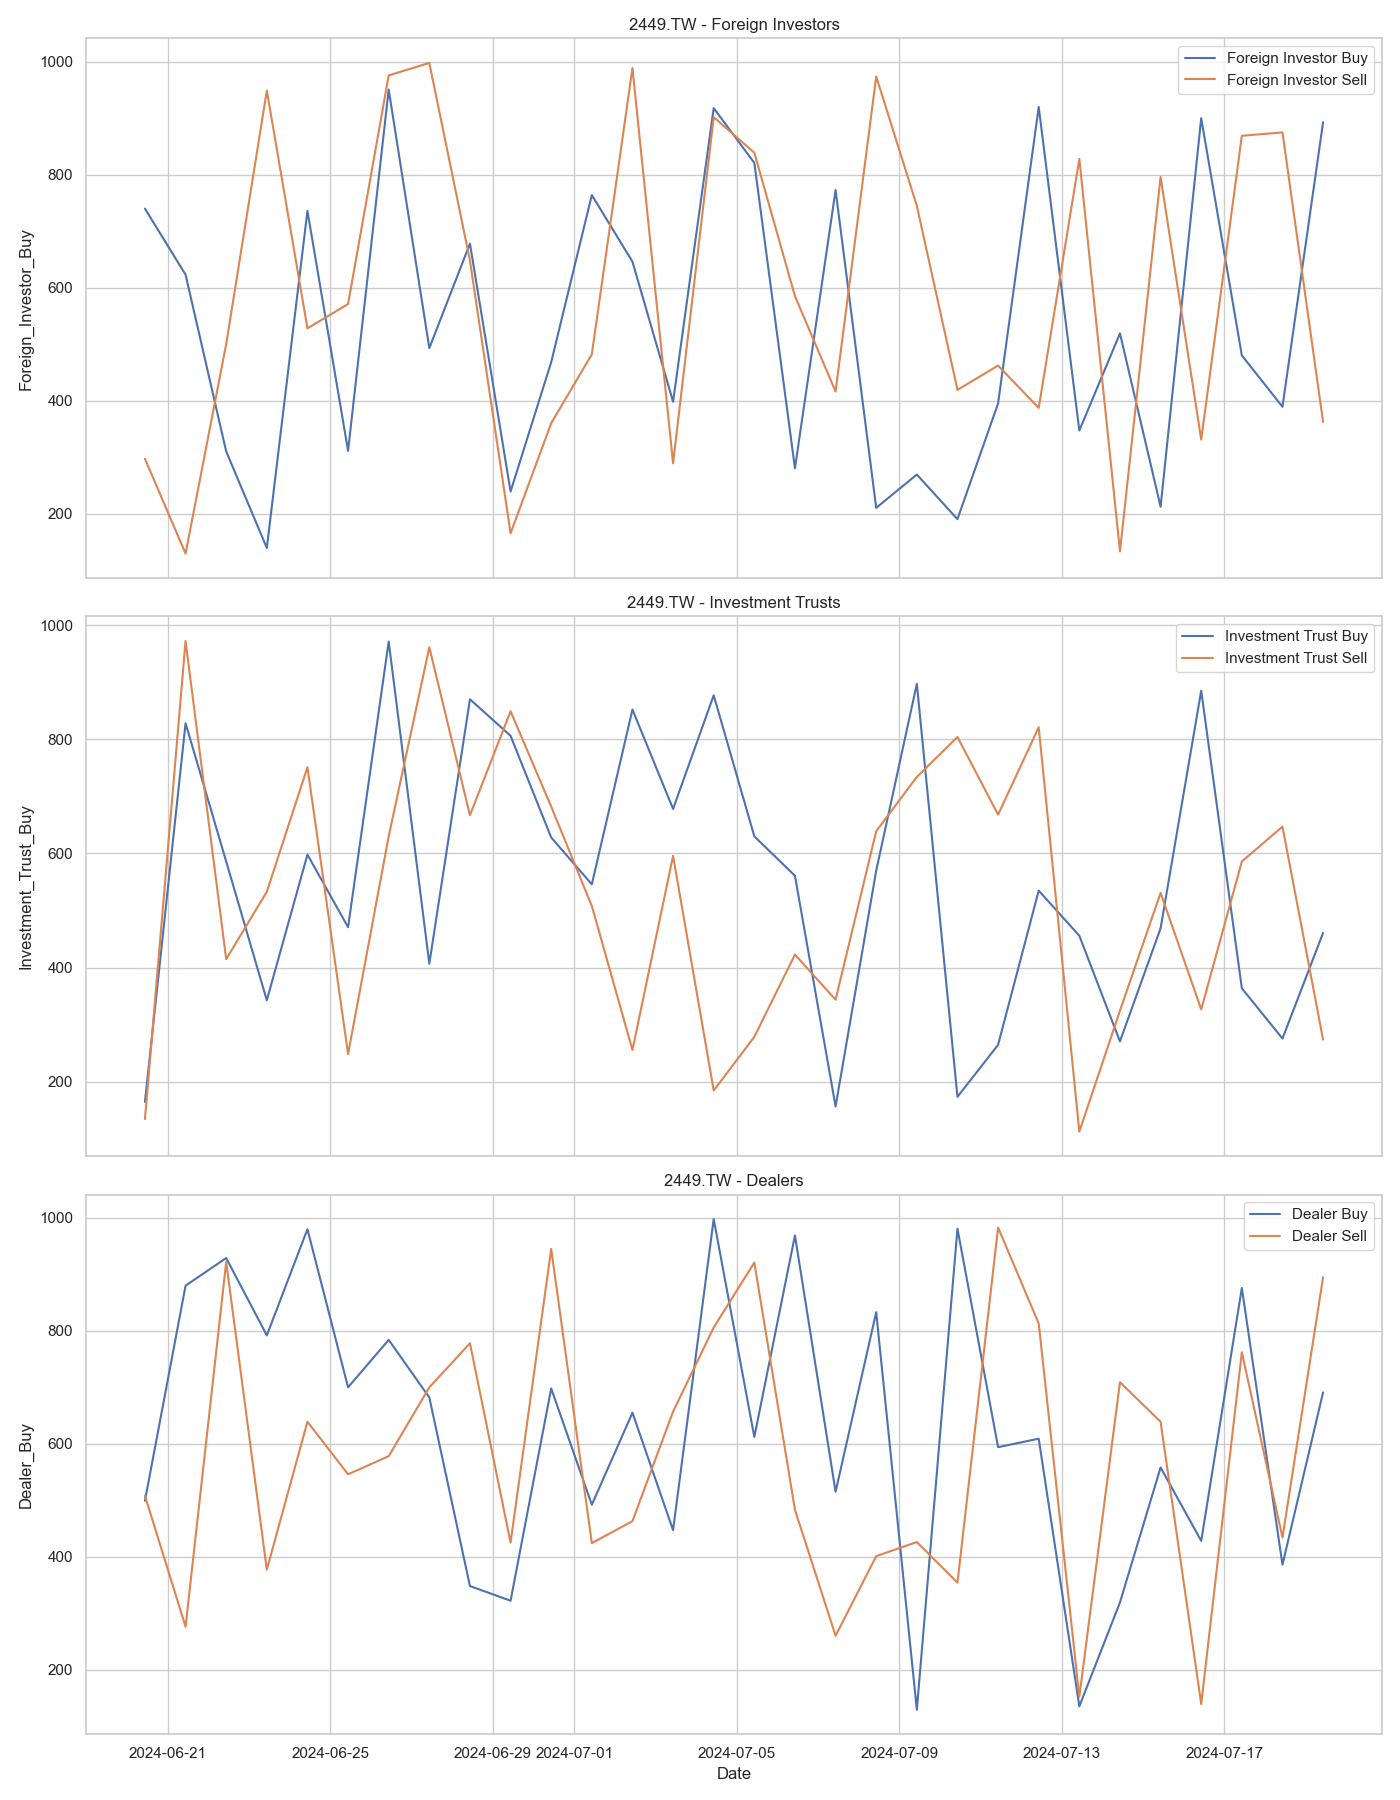 2449.TW - Foreign Investors
Foreign Investor Buy
Foreign Investor Sell
Foreign_Investor_Buy
1000
800
600
400
200
2449.TW - Investment Trusts
Investment Trust Buy
Investment Trust Sell
Investment_Trust_Buy
1000
800
600
400
200
2449.TW - Dealers
Dealer Buy
Dealer Sell
Dealer_Buy
1000
800
600
400
200
2024-06-21 2024-06-25 2024-06-29 2024-07-01 2024-07-05 2024-07-09 2024-07-13 2024-07-17
Date